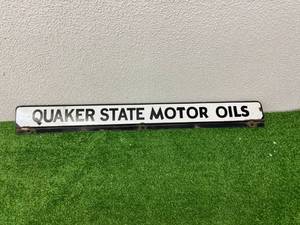 QUAKER STATE MOTOR OILS